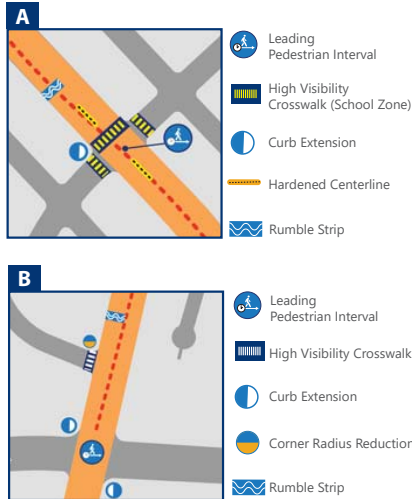 A
Leading
Pedestrian Interval
High Visibility
Crosswalk (School Zone)
Curb Extension
Hardened Centerline
Rumble Strip
B
Leading
Pedestrian Interval
High Visibility Crosswalk
Curb Extension
Corner Radius Reduction
Rumble Strip